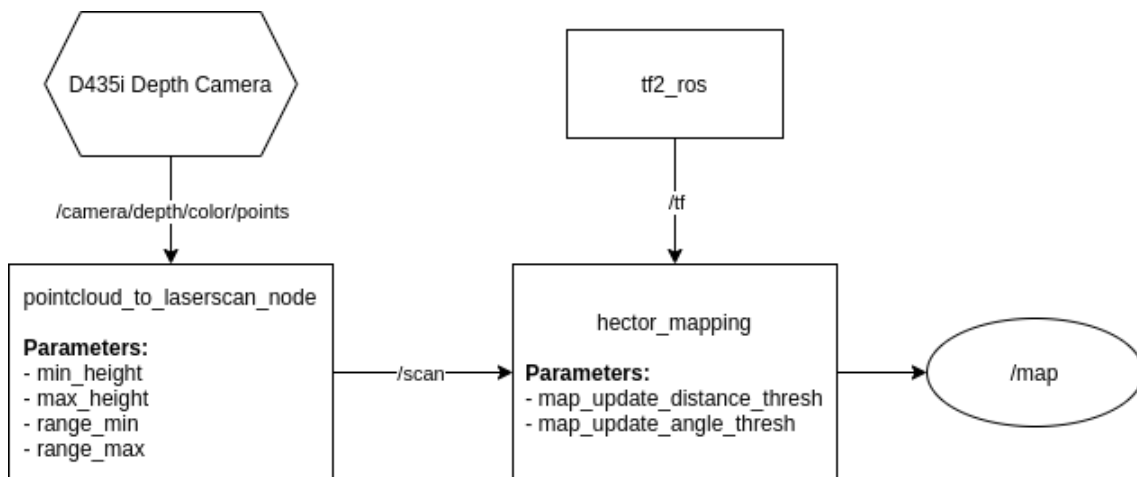 D435i Depth Camera
tf2_ros
/camera/depth/color/points
/tf
pointcloud_to_laserscan_node
Parameters:
- min_height
- max_height
- range_min
- range_max
/scan
hector_mapping
Parameters:
- map_update_distance_thresh
- map_update_angle_thresh
/map